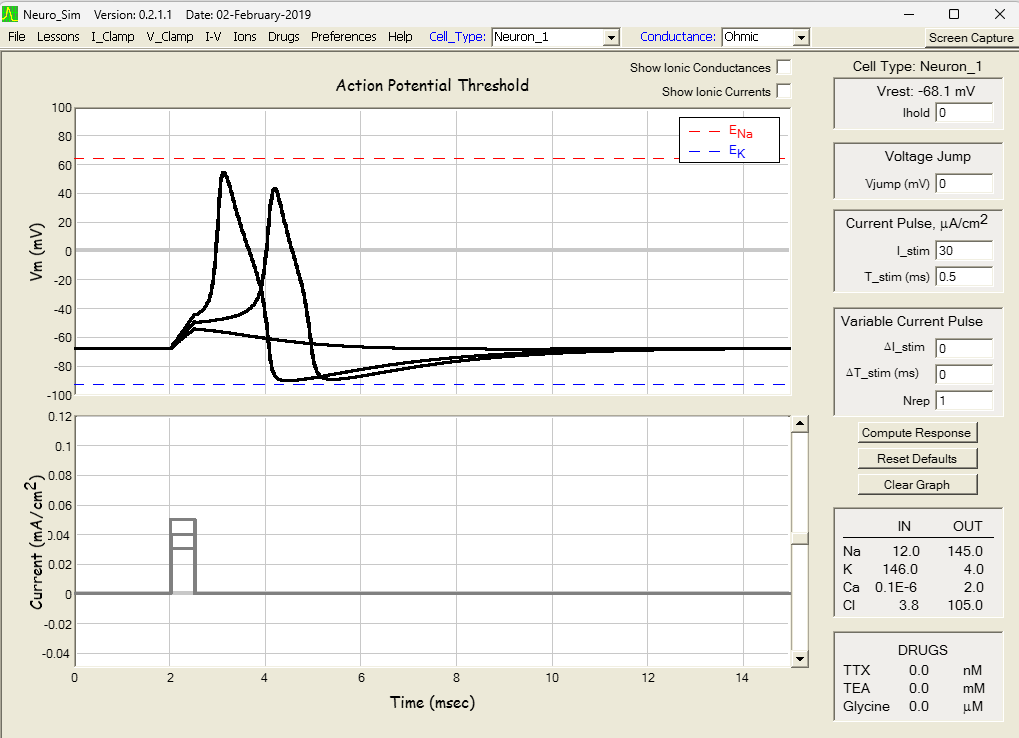 Neuro_Sim Version: 0.2.1.1 Date: 02-February-2019
File Lessons I_Clamp V_Clamp I-V Ions Drugs Preferences Help Cell_Type: Neuron_1 Conductance: Ohmic
Screen Capture
Action Potential Threshold
Show Ionic Conductances
Show Ionic Currents
ENa
EK
Vm (mV)
100
80
60
40
20
0
-20
-40
-60
-80
-100
Current (mA/cm2)
0.12
0.1
0.08
0.06
0.04
0.02
0
-0.02
-0.04
0 2 4 6 8 10 12 14
Time (msec)
Cell Type: Neuron_1
Vrest: -68.1 mV
Ihold 0
Voltage Jump
Vjump (mV) 0
Current Pulse, μA/cm2
I_stim 30
T_stim (ms) 0.5
Variable Current Pulse
ΔI_stim 0
ΔT_stim (ms) 0
Nrep 1
Compute Response
Reset Defaults
Clear Graph
IN OUT
Na 12.0 145.0
K 146.0 4.0
Ca 0.1E-6 2.0
Cl 3.8 105.0
DRUGS
TTX 0.0 nM
TEA 0.0 mM
Glycine 0.0 μM